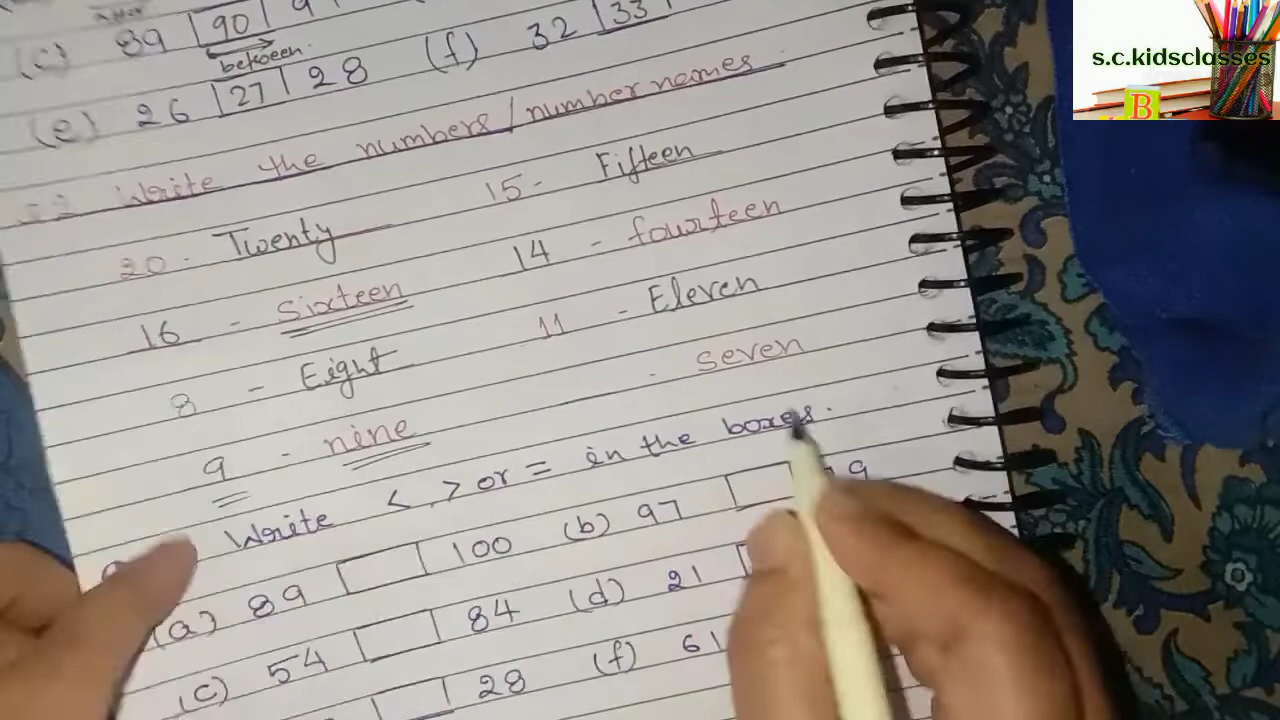 s.c.kidsclasses
B
(c) 89 90 9
between.
(e) 26 27 28 (f) 32 33
Write the numbers/number names
20 - Twenty 15 - Fifteen
16 - Sixteen 14 - fourteen
8 - Eight 11 - Eleven
9 - nine - seven
Write < > or = in the boxes.
(a) 89 100 (b) 97 9
(c) 54 84 (d) 21
28 (f) 61